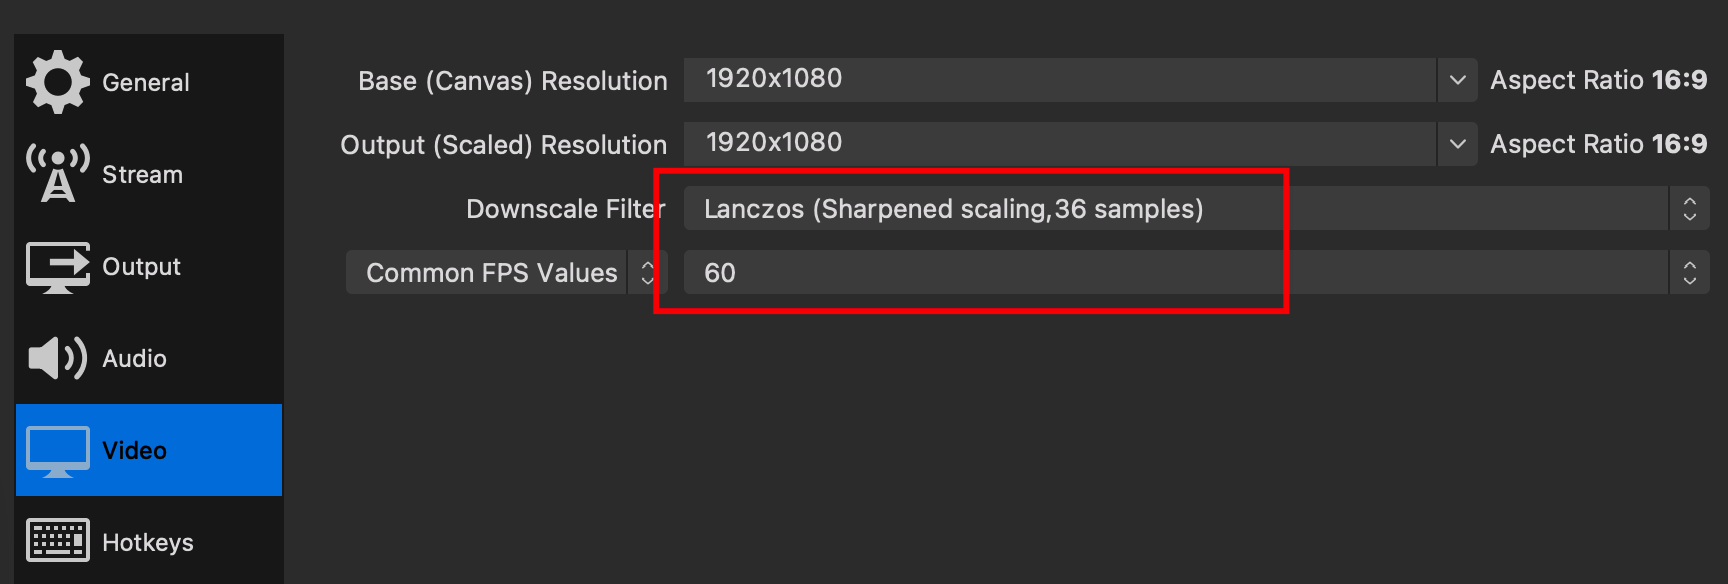 General
Stream
Output
Audio
Video
Hotkeys
Base (Canvas) Resolution 1920x1080 Aspect Ratio 16:9
Output (Scaled) Resolution 1920x1080 Aspect Ratio 16:9
Downscale Filter Lanczos (Sharpened scaling,36 samples)
Common FPS Values 60